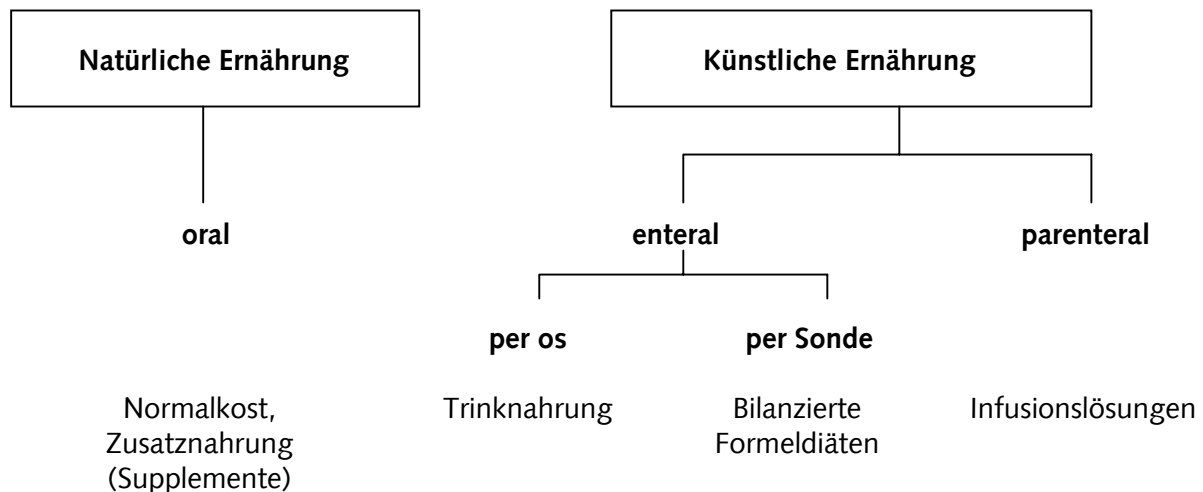 Natürliche Ernährung
Künstliche Ernährung
oral
enteral
parenteral
per os
per Sonde
Normalkost,
Zusatznahrung
(Supplemente)
Trinknahrung
Bilanzierte
Formeldiäten
Infusionslösungen